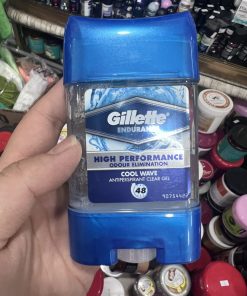 Gillette
ENDURANCE
HIGH PERFORMANCE
ODOUR ELIMINATION
COOL WAVE
ANTIPERSPIRANT CLEAR GEL
48